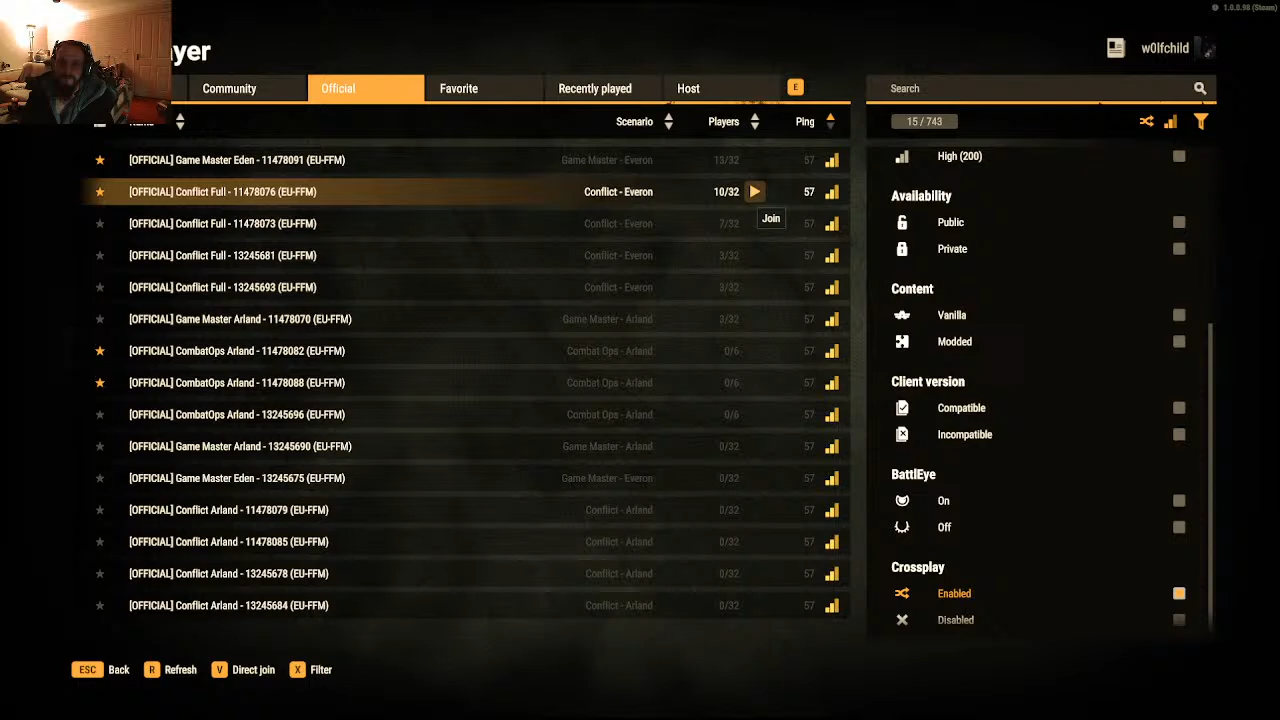 1.0.0.98 (Steam)
ayer
w0lfchild
Community Official Favorite Recently played Host E
Search
Name Scenario Players Ping
15 / 743
[OFFICIAL] Game Master Eden - 11478091 (EU-FFM) Game Master - Everon 13/32 57
High (200)
[OFFICIAL] Conflict Full - 11478076 (EU-FFM) Conflict - Everon 10/32 57
Availability
Join
[OFFICIAL] Conflict Full - 11478073 (EU-FFM) Conflict - Everon 7/32 57
Public
Private
[OFFICIAL] Conflict Full - 13245681 (EU-FFM) Conflict - Everon 3/32 57
[OFFICIAL] Conflict Full - 13245693 (EU-FFM) Conflict - Everon 3/32 57
Content
[OFFICIAL] Game Master Arland - 11478070 (EU-FFM) Game Master - Arland 3/32 57
Vanilla
Modded
[OFFICIAL] CombatOps Arland - 11478082 (EU-FFM) Combat Ops - Arland 0/6 57
[OFFICIAL] CombatOps Arland - 11478088 (EU-FFM) Combat Ops - Arland 0/6 57
Client version
[OFFICIAL] CombatOps Arland - 13245696 (EU-FFM) Combat Ops - Arland 0/6 57
Compatible
Incompatible
[OFFICIAL] Game Master Arland - 13245690 (EU-FFM) Game Master - Arland 0/32 57
[OFFICIAL] Game Master Eden - 13245675 (EU-FFM) Game Master - Everon 0/32 57
BattlEye
On
[OFFICIAL] Conflict Arland - 11478079 (EU-FFM) Conflict - Arland 0/32 57
Off
[OFFICIAL] Conflict Arland - 11478085 (EU-FFM) Conflict - Arland 0/32 57
Crossplay
[OFFICIAL] Conflict Arland - 13245678 (EU-FFM) Conflict - Arland 0/32 57
Enabled
[OFFICIAL] Conflict Arland - 13245684 (EU-FFM) Conflict - Arland 0/32 57
Disabled
ESC Back R Refresh V Direct join X Filter